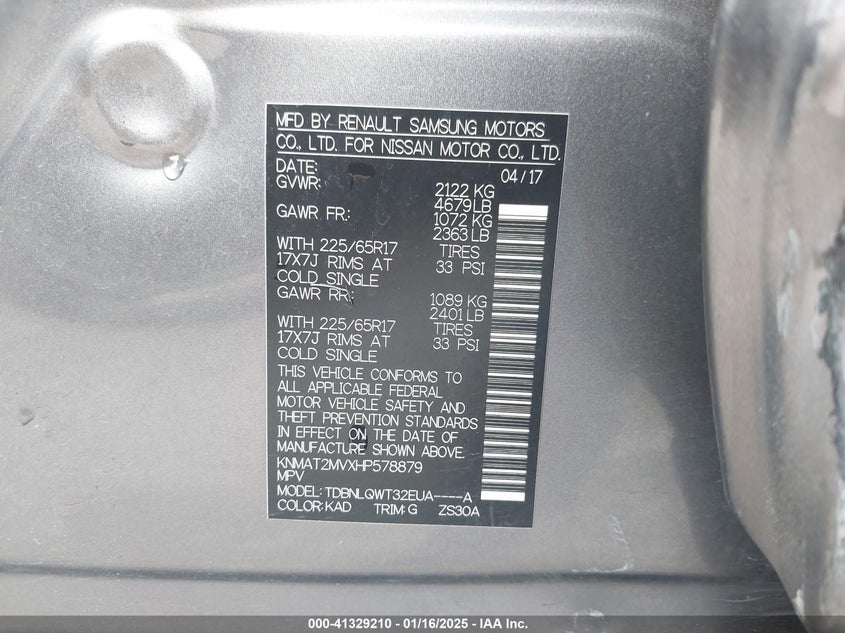 MFD BY RENAULT SAMSUNG MOTORS
CO., LTD. FOR NISSAN MOTOR CO., LTD.
DATE: 04/17
GVWR: 2122 KG
4679 LB
GAWR FR.: 1072 KG
2363 LB
WITH 225/65R17 TIRES
17X7J RIMS AT 33 PSI
COLD SINGLE
GAWR RR.: 1089 KG
2401 LB
WITH 225/65R17 TIRES
17X7J RIMS AT 33 PSI
COLD SINGLE
THIS VEHICLE CONFORMS TO
ALL APPLICABLE FEDERAL
MOTOR VEHICLE SAFETY AND
THEFT PREVENTION STANDARDS
IN EFFECT ON THE DATE OF
MANUFACTURE SHOWN ABOVE.
KNMAT2MVXHP578879
MPV
MODEL: TDBNLQWT32EUA----A
COLOR: KAD TRIM: G ZS30A
000-41329210 - 01/16/2025 - IAA Inc.